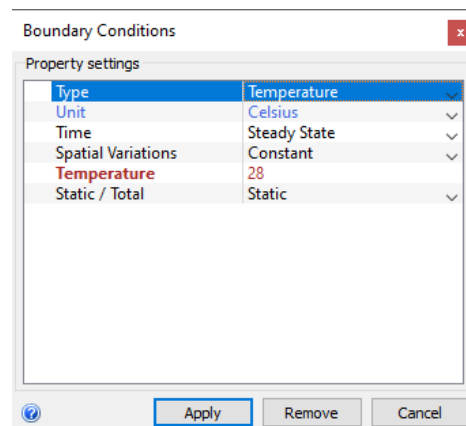 Boundary Conditions
x
Property settings
Type Temperature
Unit Celsius
Time Steady State
Spatial Variations Constant
Temperature 28
Static / Total Static
? Apply Remove Cancel